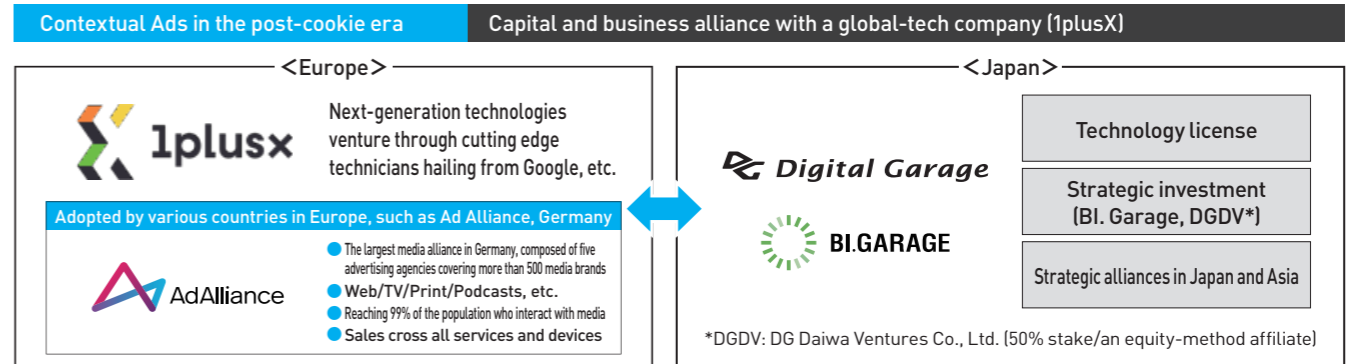 Contextual Ads in the post-cookie era
Capital and business alliance with a global-tech company (1plusX)
<Europe>
1plusx
Next-generation technologies
venture through cutting edge
technicians hailing from Google, etc.
Adopted by various countries in Europe, such as Ad Alliance, Germany
AdAlliance
The largest media alliance in Germany, composed of five
advertising agencies covering more than 500 media brands
Web/TV/Print/Podcasts, etc.
Reaching 99% of the population who interact with media
Sales cross all services and devices
<Japan>
DG Digital Garage
BI.GARAGE
Technology license
Strategic investment
(BI. Garage, DGDV*)
Strategic alliances in Japan and Asia
*DGDV: DG Daiwa Ventures Co., Ltd. (50% stake/an equity-method affiliate)